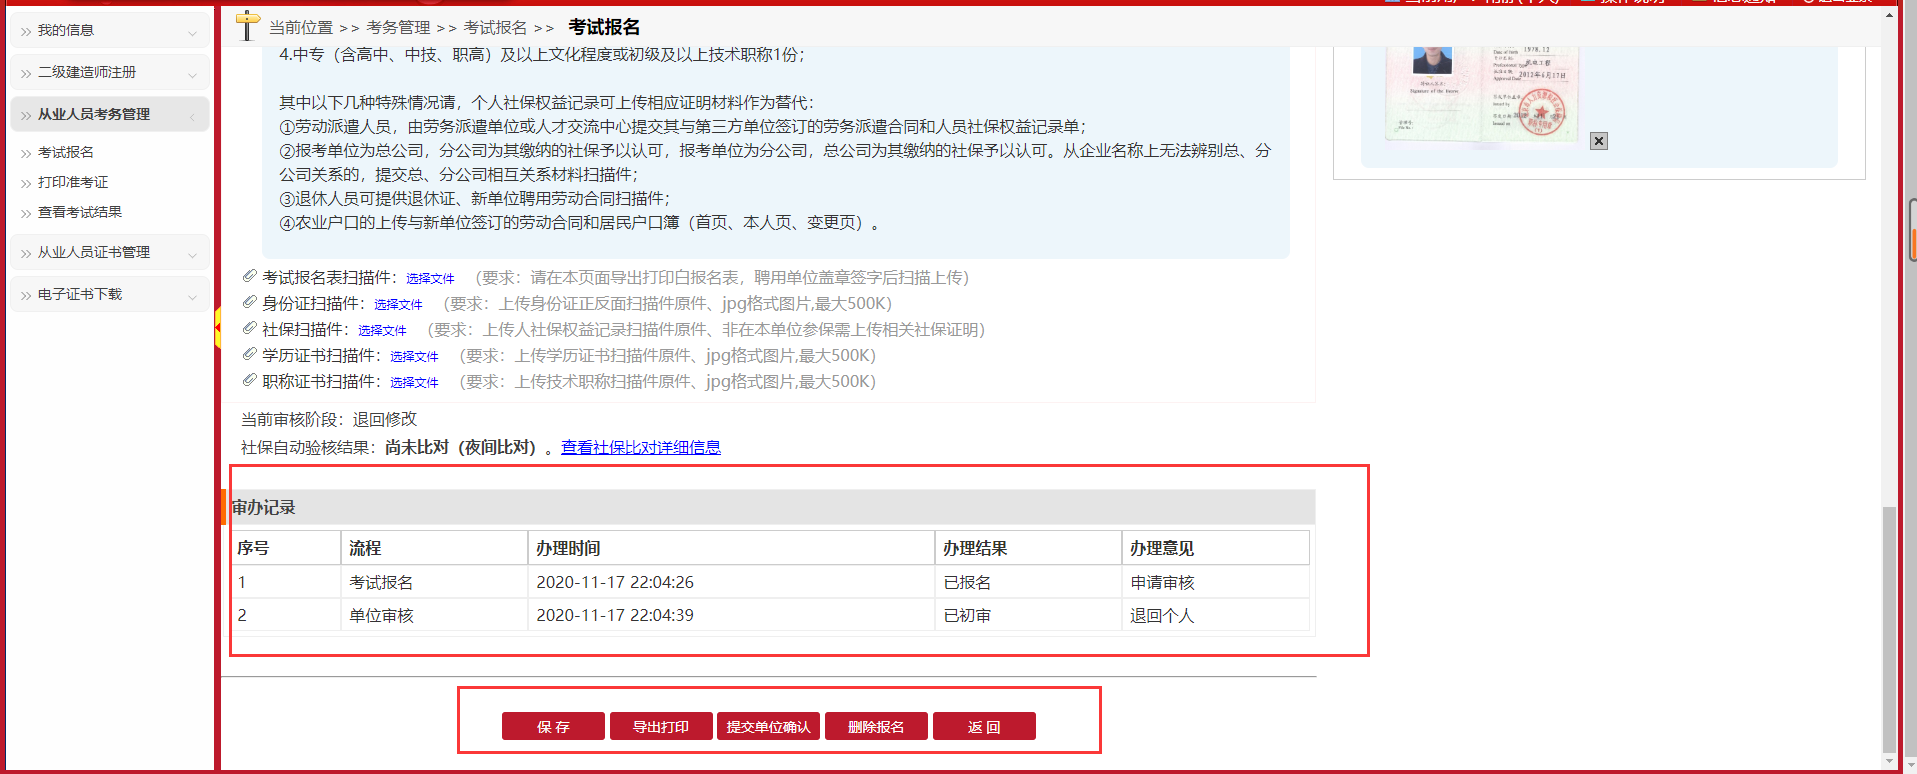 当前位置 >> 考务管理 >> 考试报名 >> 考试报名
我的信息
二级建造师注册
从业人员考务管理
考试报名
打印准考证
查看考试结果
从业人员证书管理
电子证书下载
4.中专（含高中、中技、职高）及以上文化程度或初级及以上技术职称1份；
其中以下几种特殊情况请，个人社保权益记录可上传相应证明材料作为替代：
①劳动派遣人员，由劳务派遣单位或人才交流中心提交其与第三方单位签订的劳务派遣合同和人员社保权益记录单；
②报考单位为总公司，分公司为其缴纳的社保予以认可，报考单位为分公司，总公司为其缴纳的社保予以认可。从企业名称上无法辨别总、分
公司关系的，提交总、分公司相互关系材料扫描件；
③退休人员可提供退休证、新单位聘用劳动合同扫描件；
④农业户口的上传与新单位签订的劳动合同和居民户口簿（首页、本人页、变更页）。
1978.12
机电工程
2012年6月17日
考试报名表扫描件：选择文件 （要求：请在本页面导出打印白报名表，聘用单位盖章签字后扫描上传）
身份证扫描件：选择文件 （要求：上传身份证正反面扫描件原件、jpg格式图片,最大500K）
社保扫描件：选择文件 （要求：上传人社保权益记录扫描件原件、非在本单位参保需上传相关社保证明）
学历证书扫描件：选择文件 （要求：上传学历证书扫描件原件、jpg格式图片,最大500K）
职称证书扫描件：选择文件 （要求：上传技术职称扫描件原件、jpg格式图片,最大500K）
当前审核阶段：退回修改
社保自动验核结果：尚未比对（夜间比对）。查看社保比对详细信息
审办记录
序号 流程 办理时间 办理结果 办理意见
1 考试报名 2020-11-17 22:04:26 已报名 申请审核
2 单位审核 2020-11-17 22:04:39 已初审 退回个人
保 存 导出打印 提交单位确认 删除报名 返 回